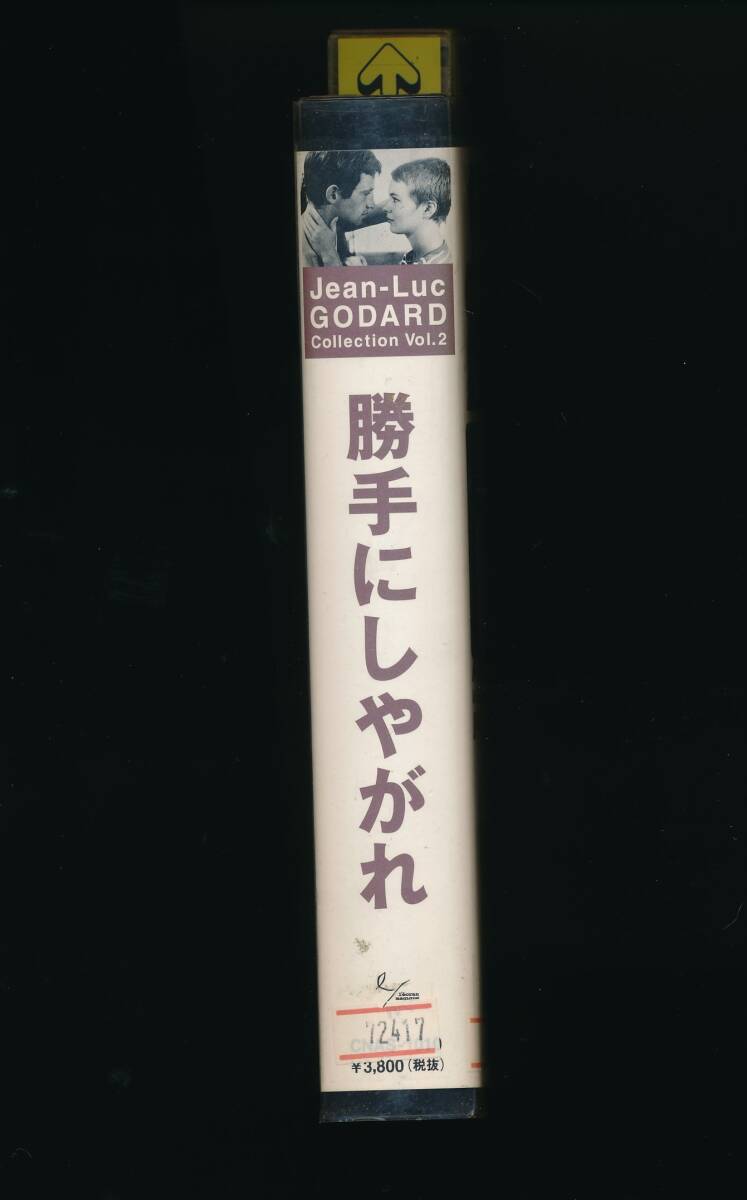 Jean-Luc
GODARD
Collection Vol.2
勝手にしやがれ
72417
¥3,800（税抜）